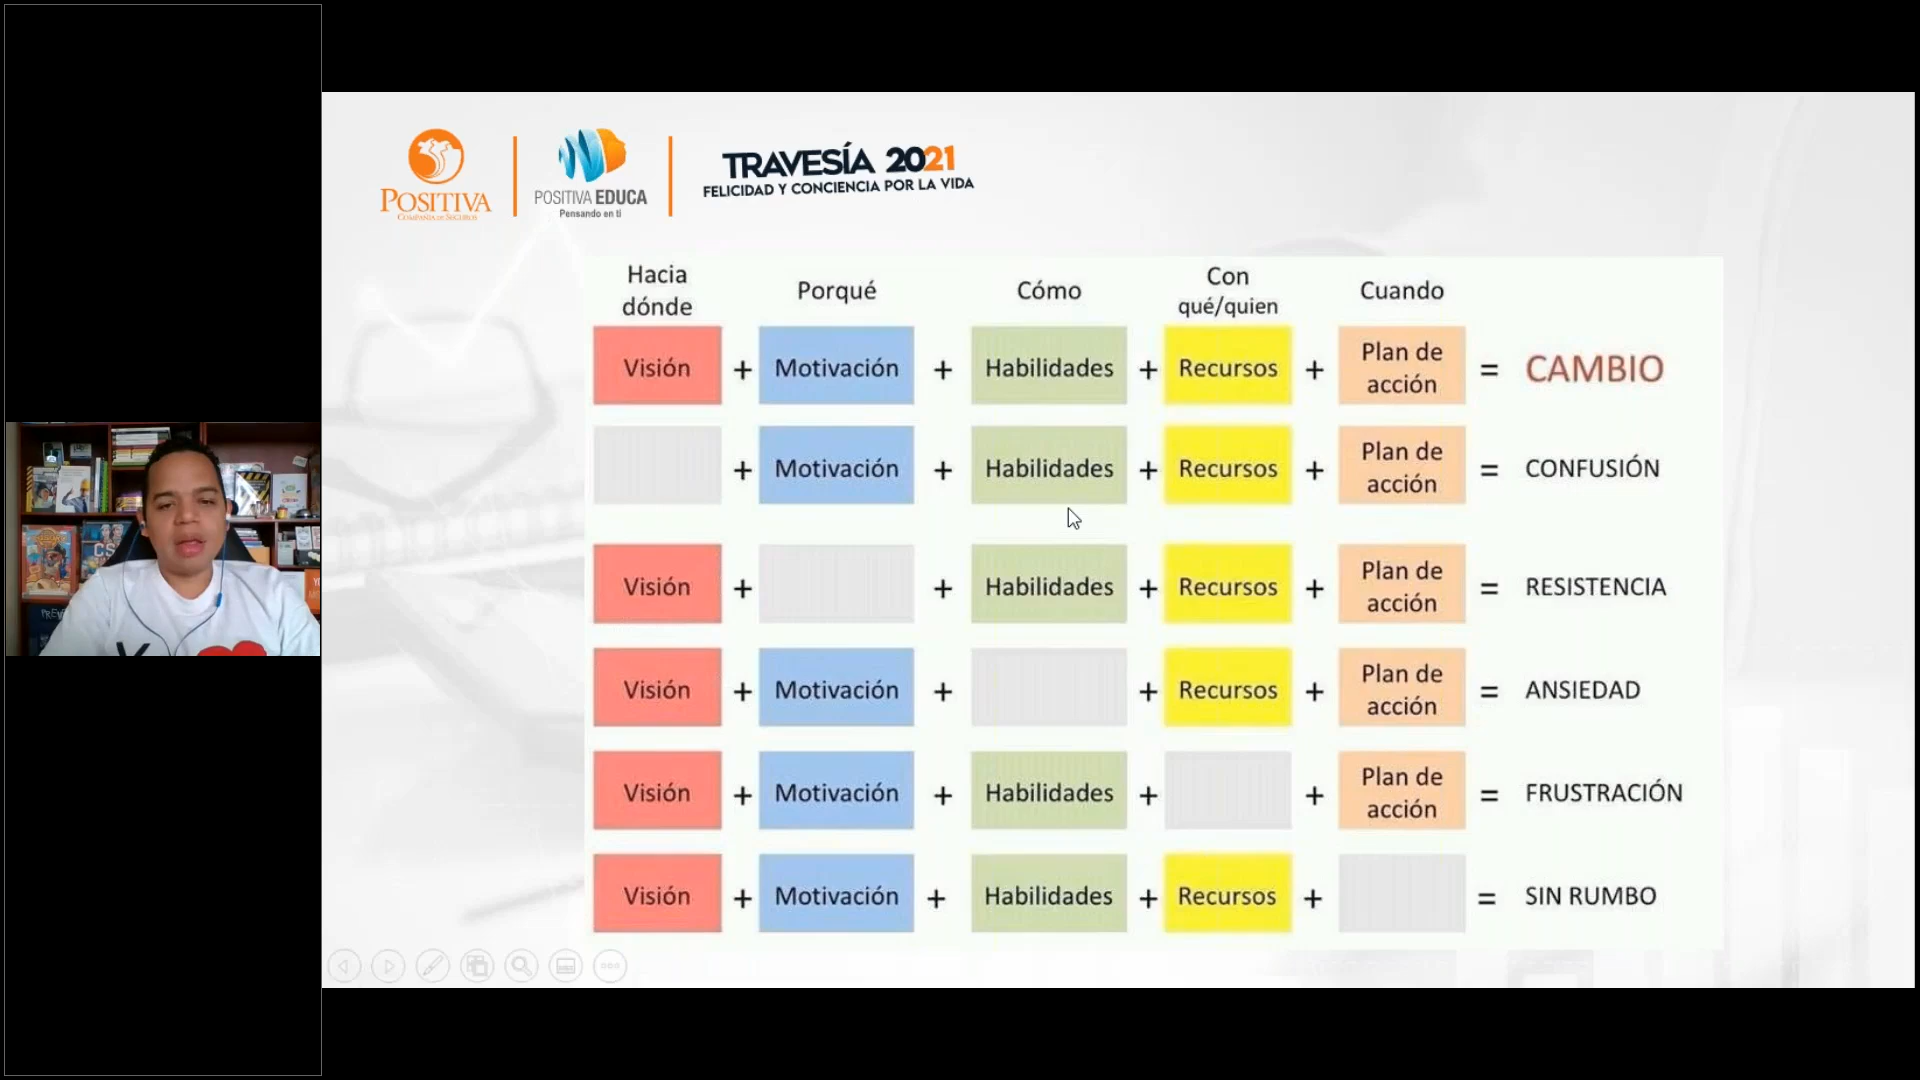 POSITIVA
COMPAÑÍA DE SEGUROS
POSITIVA EDUCA
Pensando en ti
TRAVESÍA 2021
FELICIDAD Y CONCIENCIA POR LA VIDA
Hacia dónde
Porqué
Cómo
Con qué/quien
Cuando
Visión + Motivación + Habilidades + Recursos + Plan de acción = CAMBIO
+ Motivación + Habilidades + Recursos + Plan de acción = CONFUSIÓN
Visión + + Habilidades + Recursos + Plan de acción = RESISTENCIA
Visión + Motivación + + Recursos + Plan de acción = ANSIEDAD
Visión + Motivación + Habilidades + + Plan de acción = FRUSTRACIÓN
Visión + Motivación + Habilidades + Recursos + = SIN RUMBO